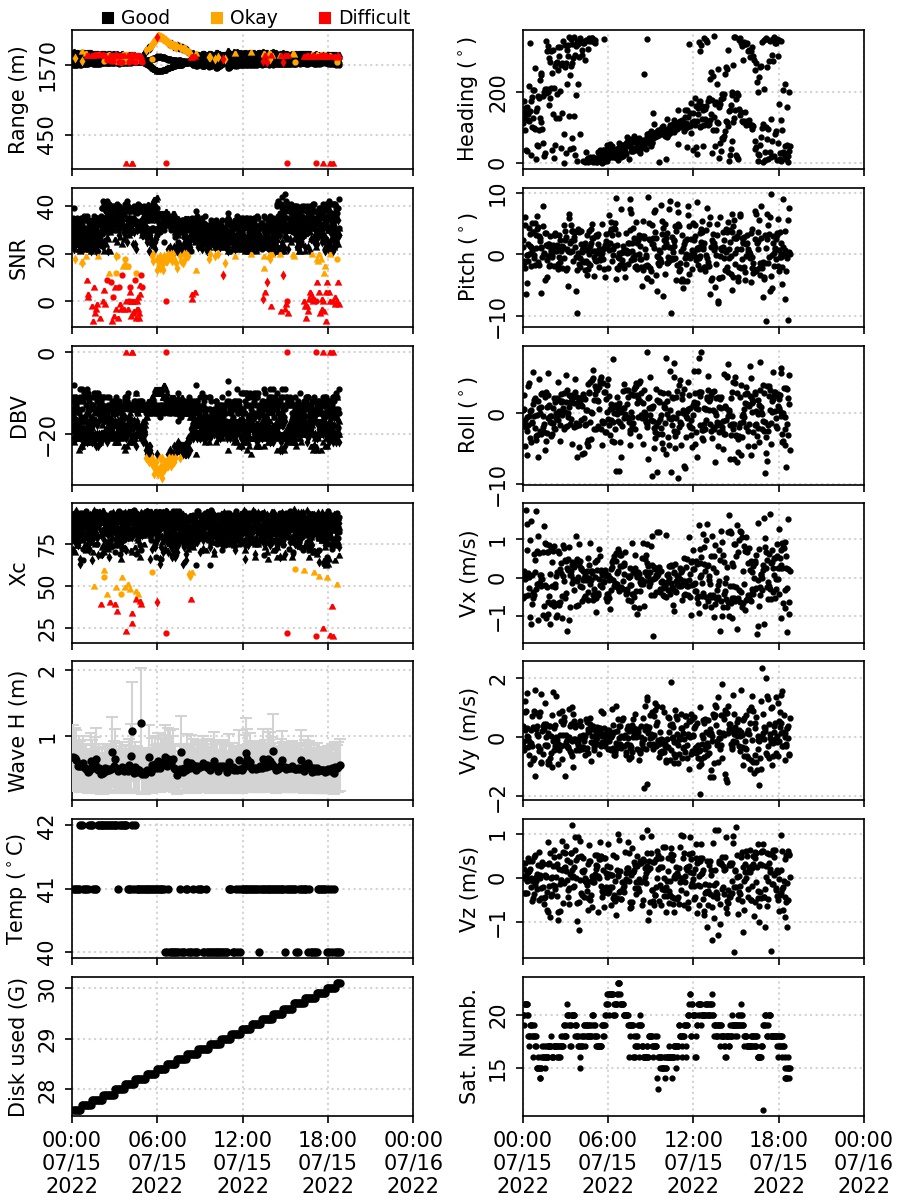 Good Okay Difficult
Range (m)
1570
450
Heading (°)
200
0
SNR
40
20
0
Pitch (°)
10
0
−10
DBV
0
−20
Roll (°)
0
−10
Xc
75
50
25
Vx (m/s)
1
0
−1
Wave H (m)
2
1
Vy (m/s)
2
0
−2
Temp (°C)
42
41
40
Vz (m/s)
1
0
−1
Disk used (G)
30
29
28
Sat. Numb.
20
15
00:00 06:00 12:00 18:00 00:00
07/15 07/15 07/15 07/15 07/16
2022 2022 2022 2022 2022
00:00 06:00 12:00 18:00 00:00
07/15 07/15 07/15 07/15 07/16
2022 2022 2022 2022 2022